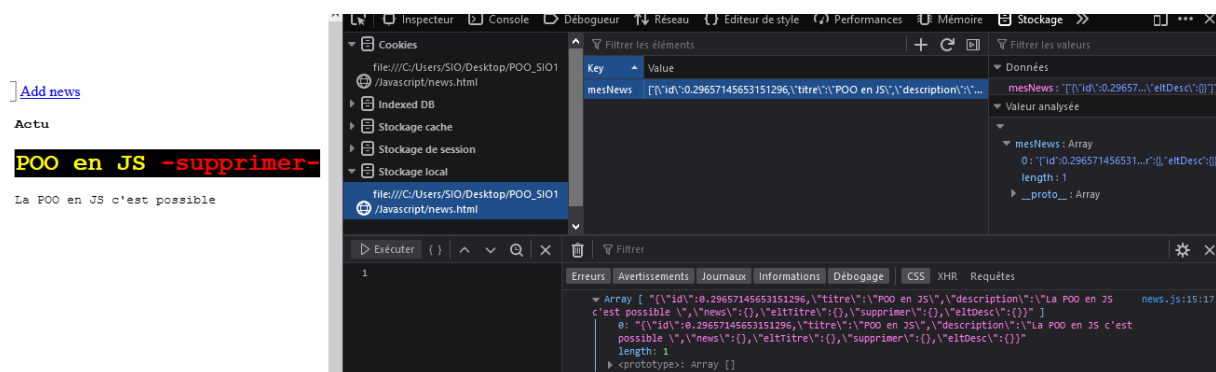 Add news
Actu
POO en JS -supprimer-
La POO en JS c'est possible
Inspecteur Console Débogueur Réseau Éditeur de style Performances Mémoire Stockage
Cookies
file:///C:/Users/SIO/Desktop/POO_SIO1
/Javascript/news.html
Indexed DB
Stockage cache
Stockage de session
Stockage local
file:///C:/Users/SIO/Desktop/POO_SIO1
/Javascript/news.html
Filtrer les éléments
Key Value
mesNews ["{\"id\":0.29657145653151296,\"titre\":\"POO en JS\",\"description\":\"...
Filtrer les valeurs
Données
mesNews : "["{\"id\":0.29657...\"eltDesc\":{}}"]"
Valeur analysée
mesNews : Array
0 : "{"id":0.296571456531...r":{},"eltDesc":{}}
length : 1
__proto__ : Array
Exécuter { }
1
Filtrer
Erreurs Avertissements Journaux Informations Débogage CSS XHR Requêtes
Array [ "{\"id\":0.29657145653151296,\"titre\":\"POO en JS\",\"description\":\"La POO en JS news.js:15:17
c'est possible \",\"news\":{},\"eltTitre\":{},\"supprimer\":{},\"eltDesc\":{}}" ]
0: "{\"id\":0.29657145653151296,\"titre\":\"POO en JS\",\"description\":\"La POO en JS c'est
possible \",\"news\":{},\"eltTitre\":{},\"supprimer\":{},\"eltDesc\":{}}"
length: 1
<prototype>: Array []